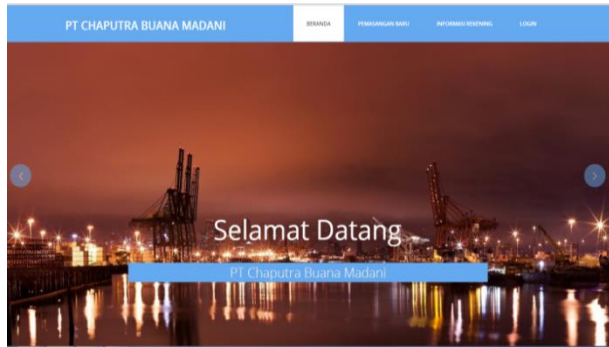 PT CHAPUTRA BUANA MADANI
BERANDA
PEMASANGAN BARU
INFORMASI REKENING
LOGIN
Selamat Datang
PT Chaputra Buana Madani